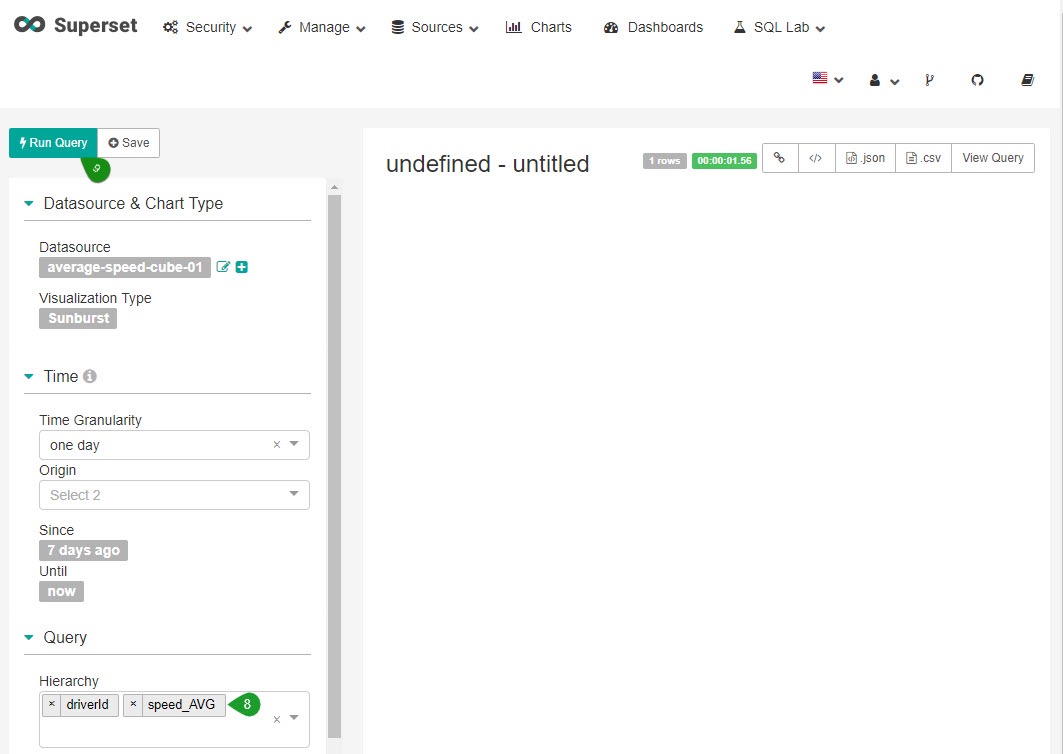 Superset Security Manage Sources Charts Dashboards SQL Lab
Run Query Save
9
undefined - untitled 1 rows 00:00:01.56 </> .json .csv View Query
Datasource & Chart Type
Datasource
average-speed-cube-01
Visualization Type
Sunburst
Time
Time Granularity
one day ×
Origin
Select 2
Since
7 days ago
Until
now
Query
Hierarchy
× driverId × speed_AVG 8
×